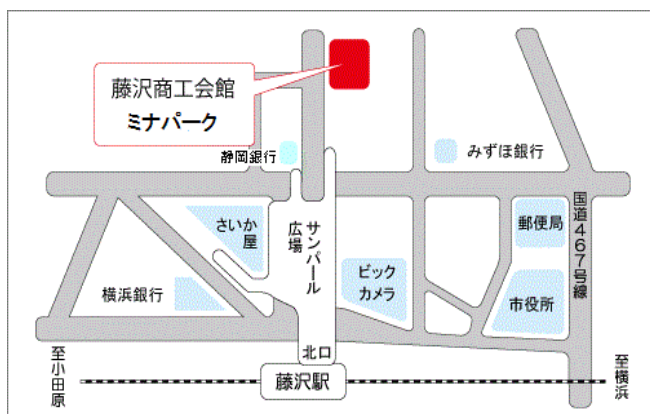 藤沢商工会館
ミナパーク
静岡銀行
みずほ銀行
さいか
屋
サンパール
広場
郵便局
国道467号線
横浜銀行
ビック
カメラ
市役所
北口
至小田原
藤沢駅
至横浜